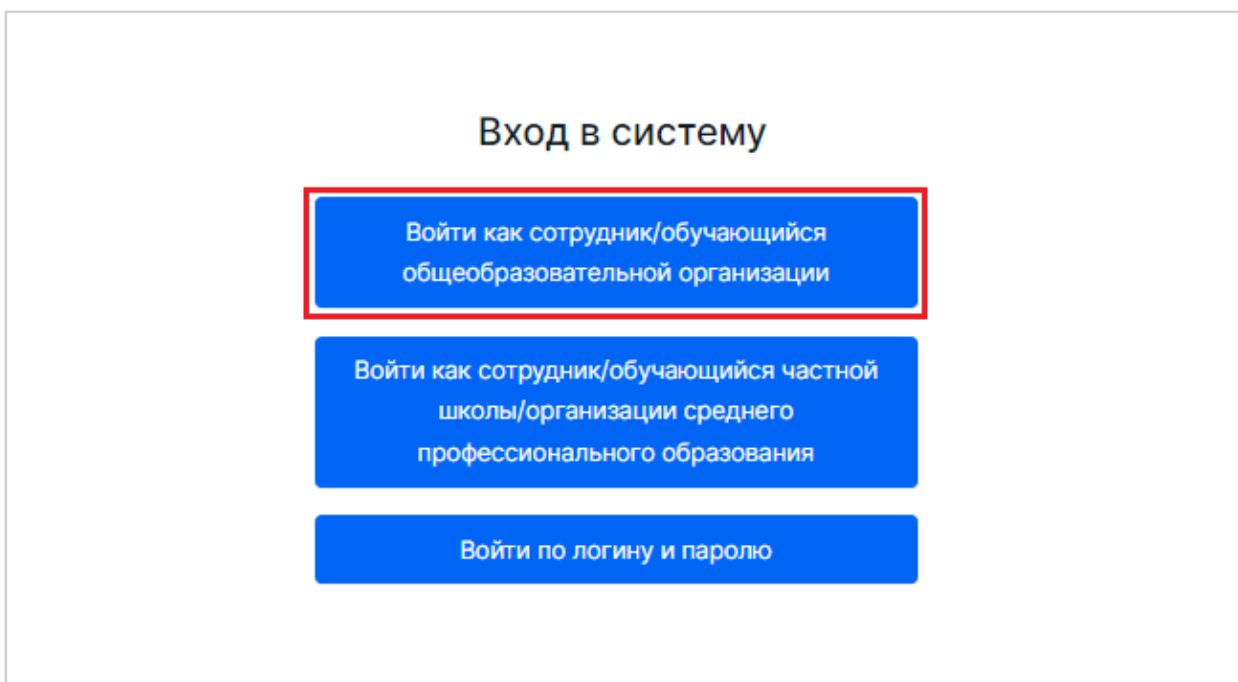 Вход в систему
Войти как сотрудник/обучающийся
общеобразовательной организации
Войти как сотрудник/обучающийся частной
школы/организации среднего
профессионального образования
Войти по логину и паролю